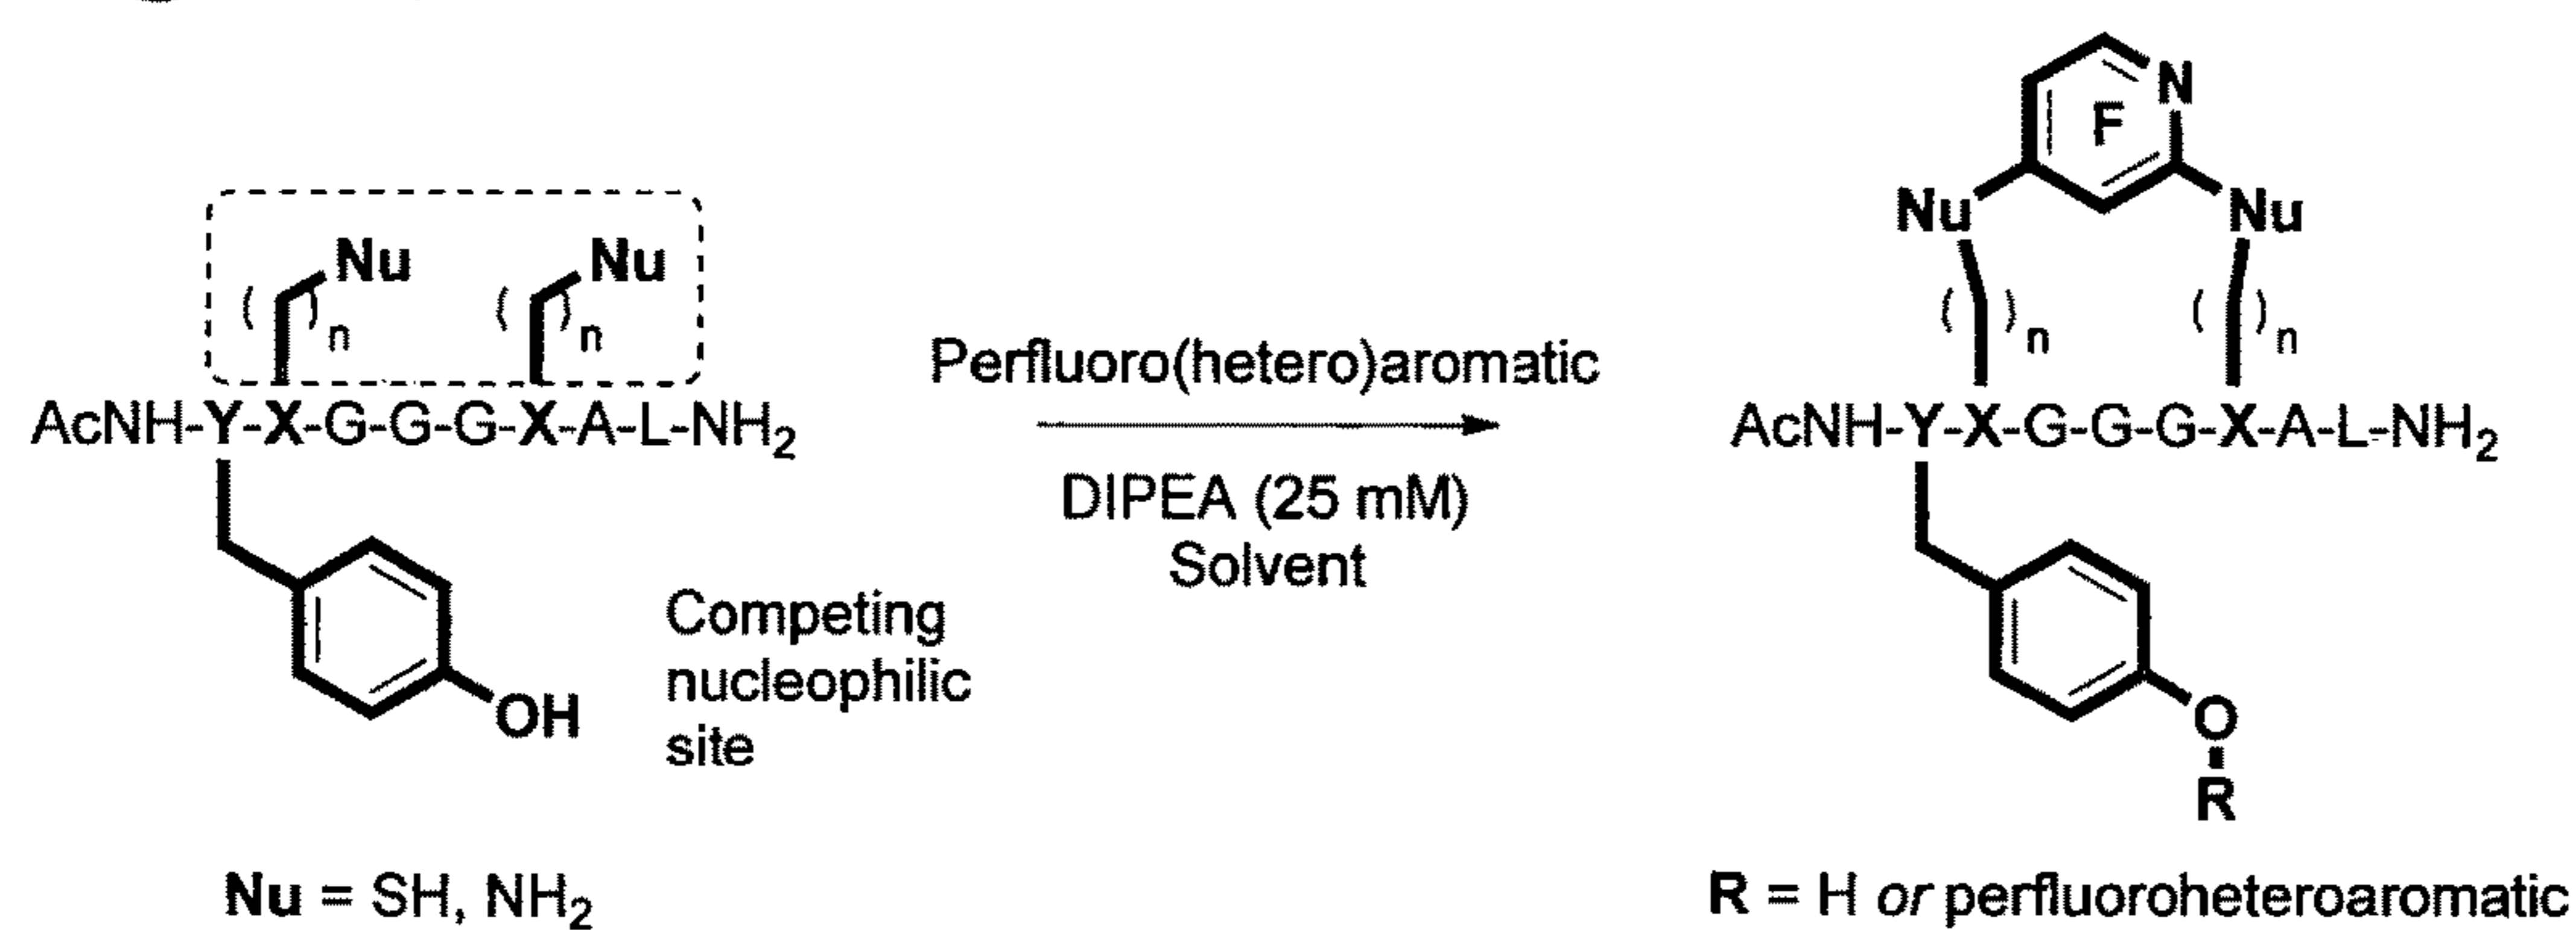 N
F
Nu Nu
( )n ( )n
Nu Nu
( )n ( )n
Perfluoro(hetero)aromatic
AcNH-Y-X-G-G-G-X-A-L-NH2
DIPEA (25 mM)
Solvent
AcNH-Y-X-G-G-G-X-A-L-NH2
Competing
nucleophilic
site
OH
O
R
Nu = SH, NH2
R = H or perfluoroheteroaromatic